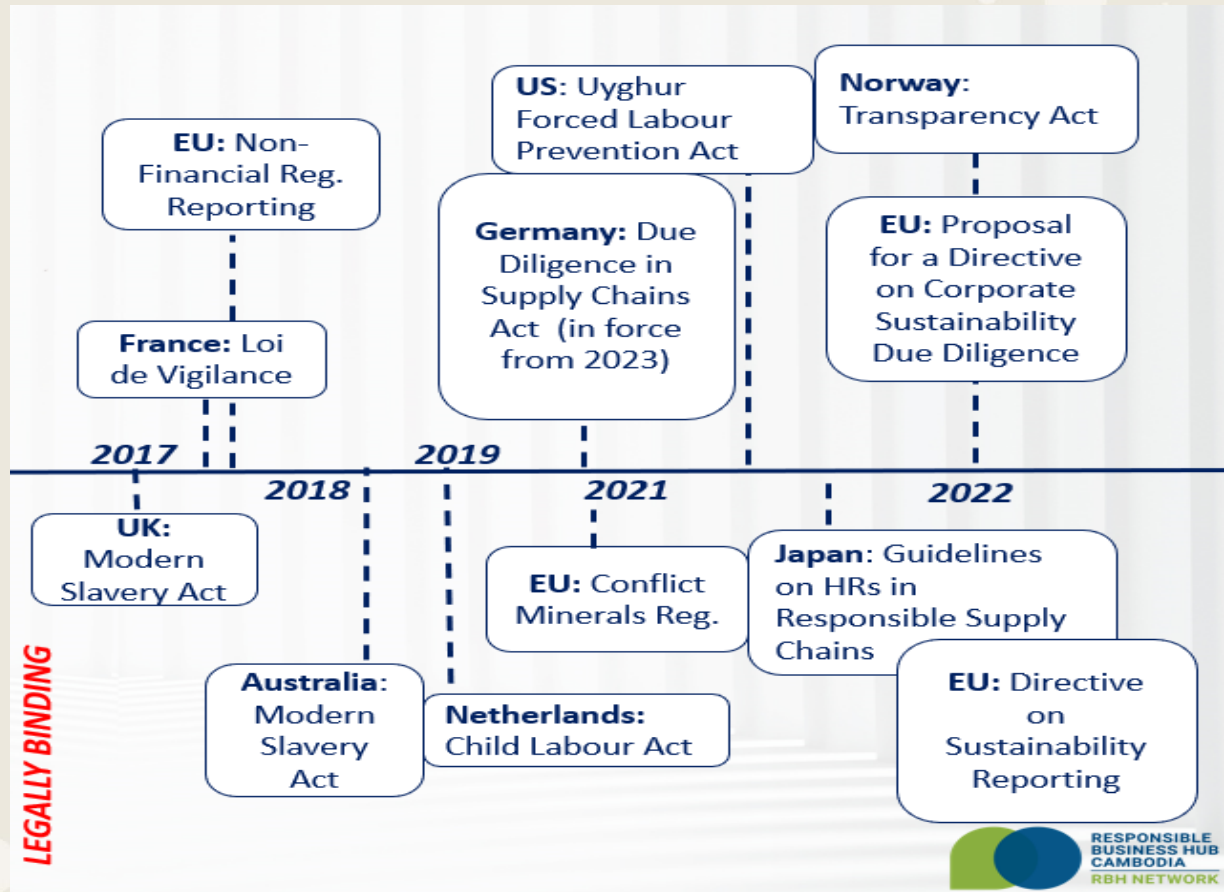 US: Uyghur
Forced Labour
Prevention Act
Norway:
Transparency Act
EU: Non-
Financial Reg.
Reporting
Germany: Due
Diligence in
Supply Chains
Act (in force
from 2023)
EU: Proposal
for a Directive
on Corporate
Sustainability
Due Diligence
France: Loi
de Vigilance
2017
2019
2018
2021
2022
UK:
Modern
Slavery Act
EU: Conflict
Minerals Reg.
Japan: Guidelines
on HRs in
Responsible Supply
Chains
Australia:
Modern
Slavery
Act
Netherlands:
Child Labour Act
EU: Directive
on
Sustainability
Reporting
LEGALLY BINDING
RESPONSIBLE
BUSINESS HUB
CAMBODIA
RBH NETWORK